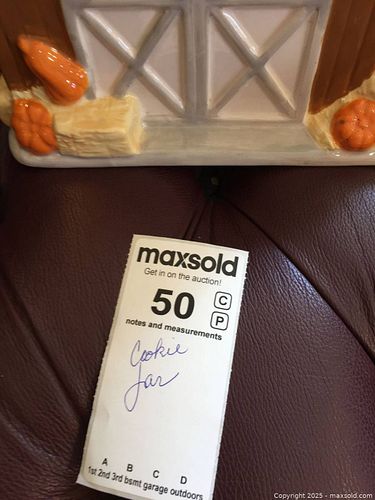 maxsold
Get in on the auction!
50 C
P
notes and measurements
Cookie
Jar
A B C D
1st 2nd 3rd bsmt garage outdoors
Copyright 2025 - maxsold.com